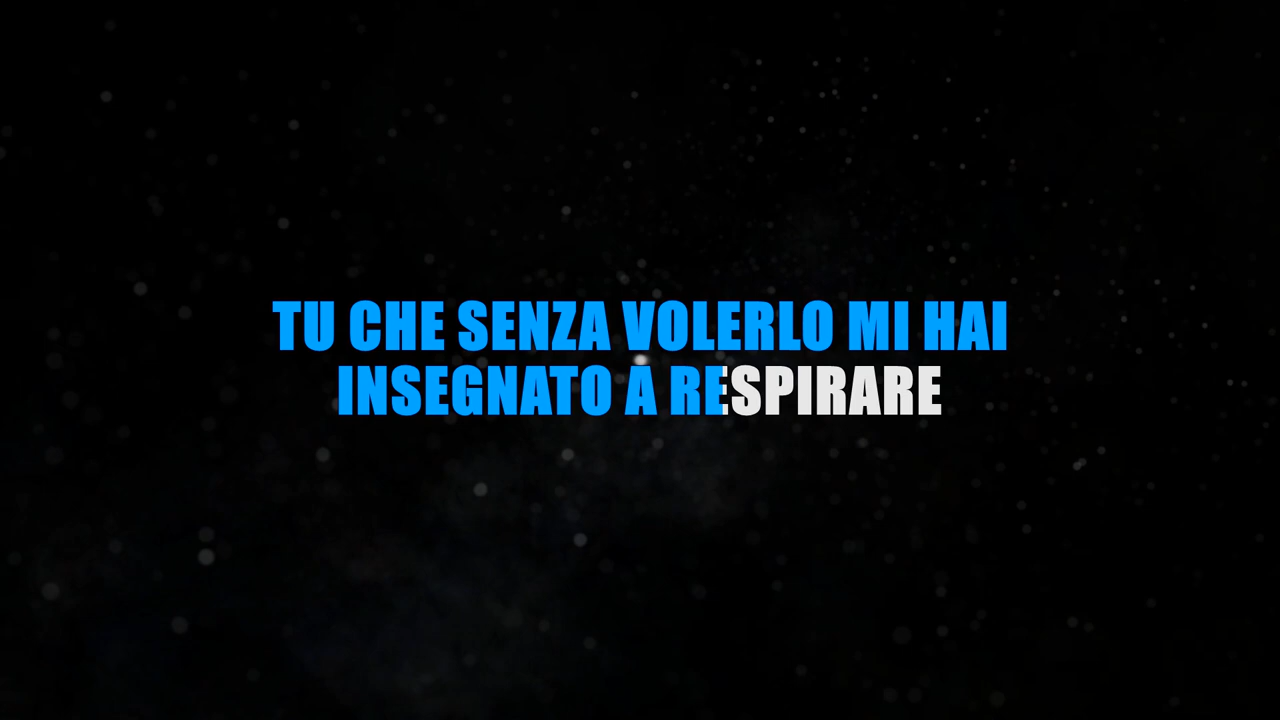 TU CHE SENZA VOLERLO MI HAI
INSEGNATO A RESPIRARE